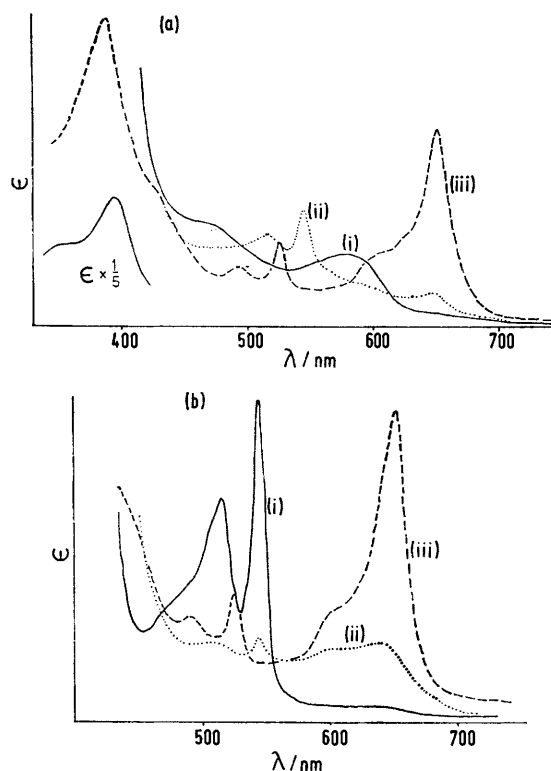 (a)
(ii)
(i)
(iii)
ϵ
ϵ × 1/5
400 500 600 700
λ / nm
(b)
(i)
(iii)
(ii)
ϵ
500 600 700
λ / nm